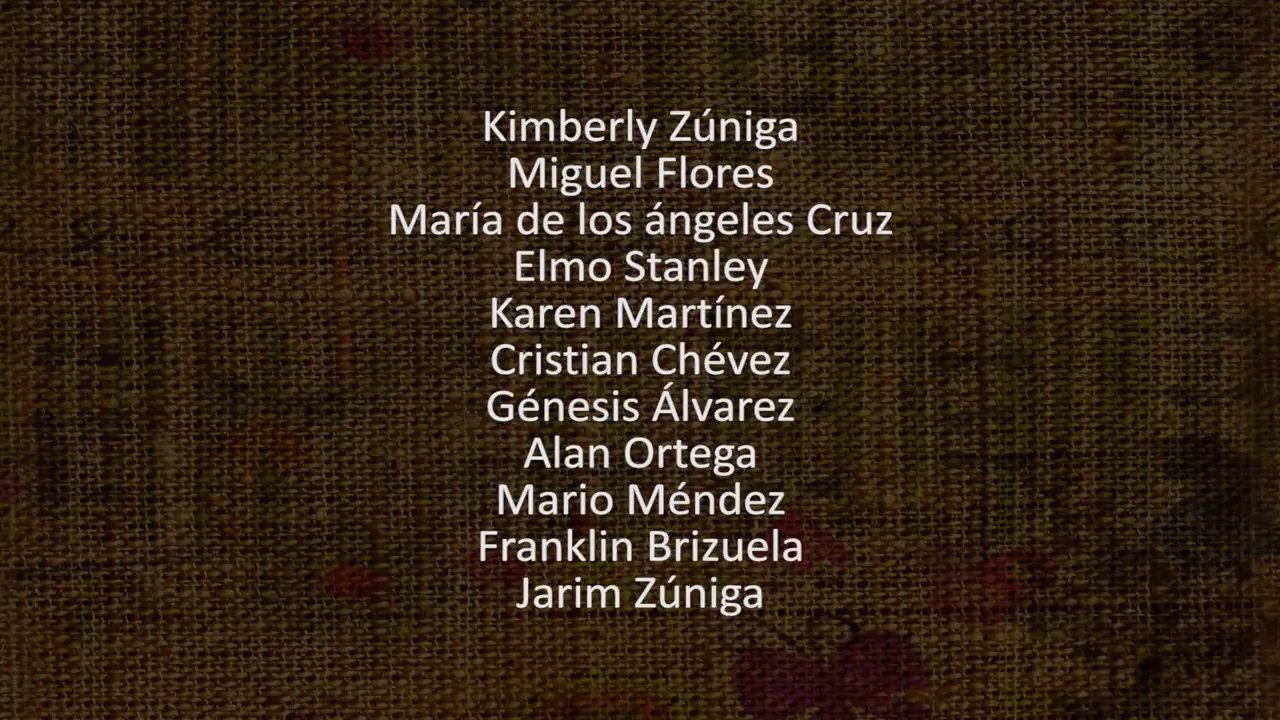 Kimberly Zúniga
Miguel Flores
María de los ángeles Cruz
Elmo Stanley
Karen Martínez
Cristian Chévez
Génesis Álvarez
Alan Ortega
Mario Méndez
Franklin Brizuela
Jarim Zúniga